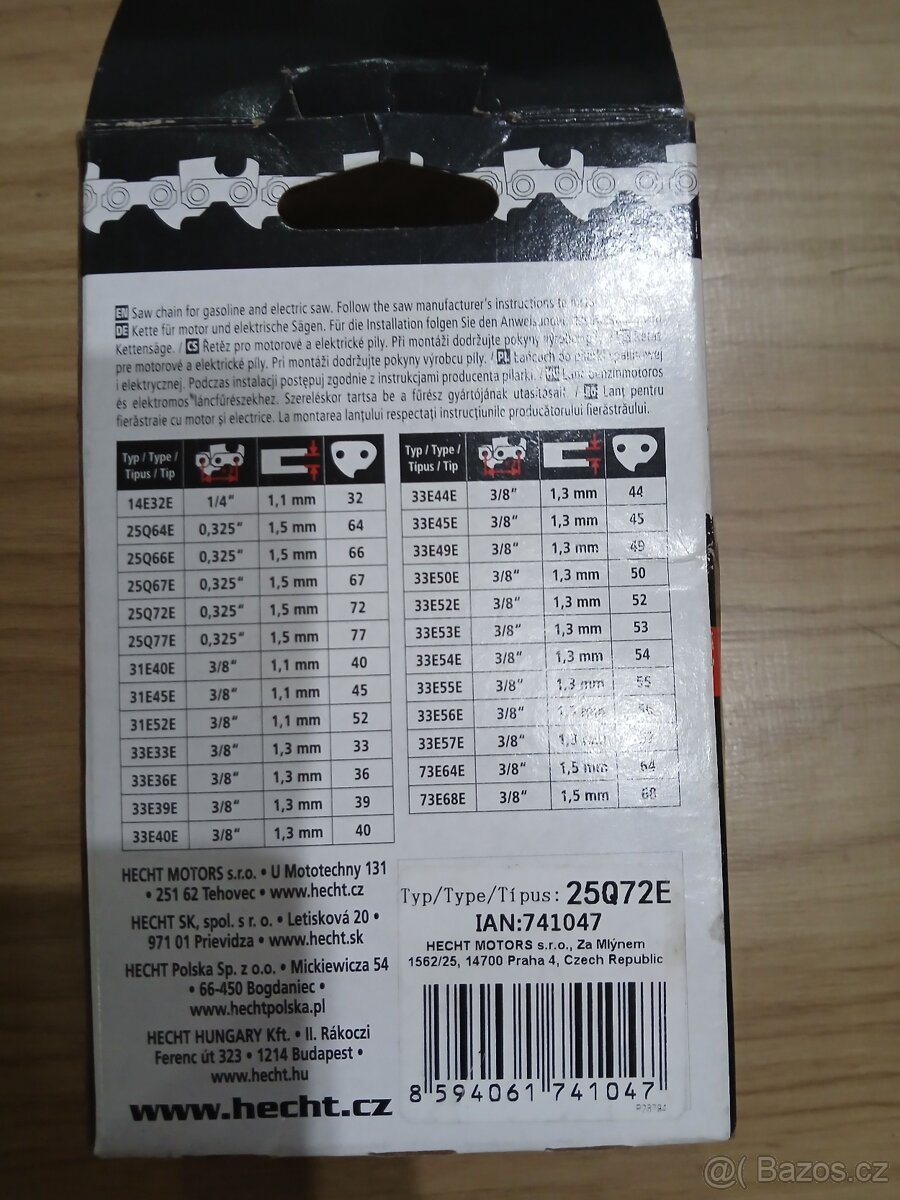 EN Saw chain for gasoline and electric saw. Follow the saw manufacturer's instructions to
DE Kette für motor und elektrische Sägen. Für die Installation folgen Sie den
Kettensäge. / CS Řetěz pro motorové a elektrické pily. Při montáži dodržujte pokyny výrobce pily. /
pre motorové a elektrické píly. Pri montáži dodržujte pokyny výrobcu píly. / PL Łańcuch do
i elektrycznej. Podczas instalacji postępuj zgodnie z instrukcjami producenta pilarki. / Lánc benzinmotoros
és elektromos láncfűrészekhez. Szereléskor tartsa be a fűrész gyártójának utasításait. / Lanț pentru
fierăstraie cu motor și electrice. La montarea lanțului respectați instrucțiunile producătorului fierăstrăului.
Typ / Type /
Tipus / Tip
14E32E 1/4" 1,1 mm 32
25Q64E 0,325" 1,5 mm 64
25Q66E 0,325" 1,5 mm 66
25Q67E 0,325" 1,5 mm 67
25Q72E 0,325" 1,5 mm 72
25Q77E 0,325" 1,5 mm 77
31E40E 3/8" 1,1 mm 40
31E45E 3/8" 1,1 mm 45
31E52E 3/8" 1,1 mm 52
33E33E 3/8" 1,3 mm 33
33E36E 3/8" 1,3 mm 36
33E39E 3/8" 1,3 mm 39
33E40E 3/8" 1,3 mm 40
Typ / Type /
Tipus / Tip
33E44E 3/8" 1,3 mm 44
33E45E 3/8" 1,3 mm 45
33E49E 3/8" 1,3 mm 49
33E50E 3/8" 1,3 mm 50
33E52E 3/8" 1,3 mm 52
33E53E 3/8" 1,3 mm 53
33E54E 3/8" 1,3 mm 54
33E55E 3/8" 1,3 mm 55
33E56E 3/8" mm 56
33E57E 3/8" mm 57
73E64E 3/8" 1,5 mm 64
73E68E 3/8" 1,5 mm 68
HECHT MOTORS s.r.o. • U Mototechny 131
• 251 62 Tehovec • www.hecht.cz
HECHT SK, spol. s r. o. • Letisková 20 •
971 01 Prievidza • www.hecht.sk
HECHT Polska Sp. z o.o. • Mickiewicza 54
• 66-450 Bogdaniec •
www.hechtpolska.pl
HECHT HUNGARY Kft. • II. Rákoczi
Ferenc út 323 • 1214 Budapest •
www.hecht.hu
www.hecht.cz
Typ/Type/Típus: 25Q72E
IAN:741047
HECHT MOTORS s.r.o., Za Mlýnem
1562/25, 14700 Praha 4, Czech Republic
8 594061 741047
@( Bazos.cz